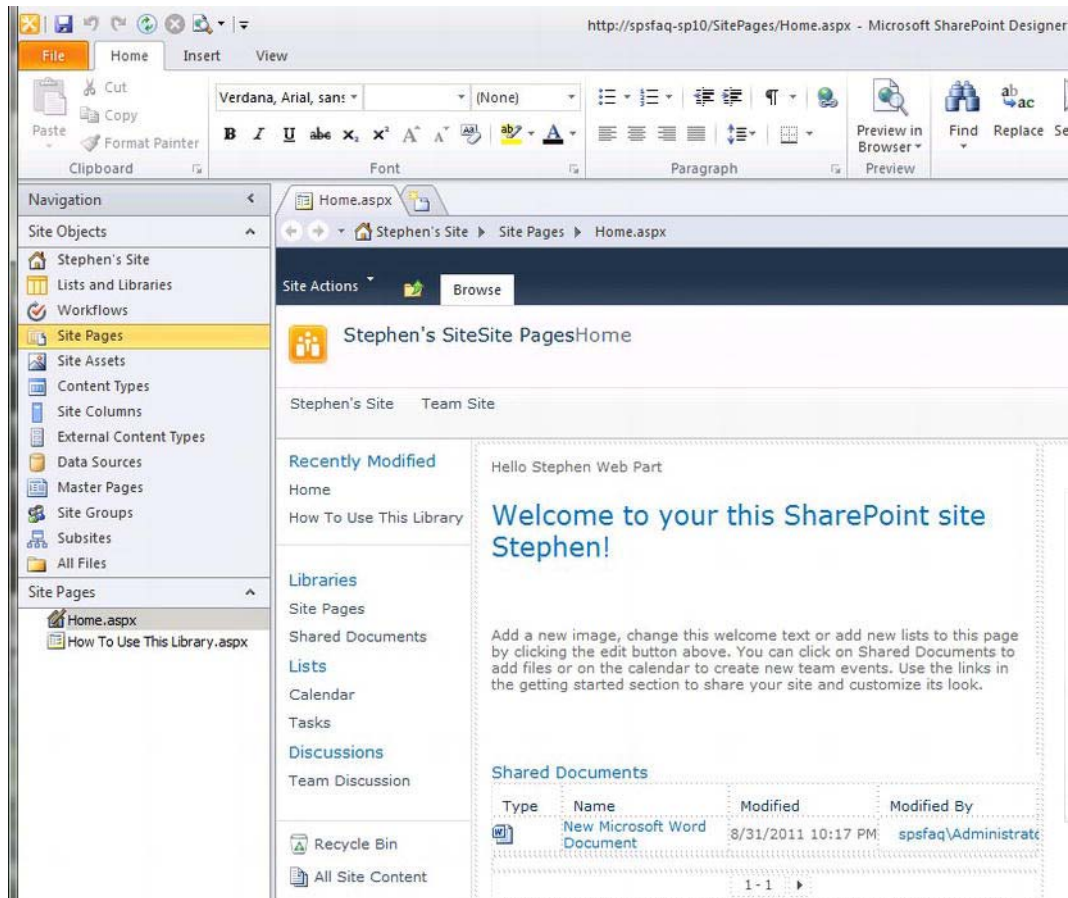 http://spsfaq-sp10/SitePages/Home.aspx - Microsoft SharePoint Designer
File Home Insert View
Paste
Cut
Copy
Format Painter
Clipboard
Verdana, Arial, sans (None)
B I U abc X₂ X² A A Aa ab A
Font
Paragraph
Preview in
Browser
Preview
Find
ab
ac
Replace
Navigation
Site Objects
Stephen's Site
Lists and Libraries
Workflows
Site Pages
Site Assets
Content Types
Site Columns
External Content Types
Data Sources
Master Pages
Site Groups
Subsites
All Files
Site Pages
Home.aspx
How To Use This Library.aspx
Home.aspx
Stephen's Site Site Pages Home.aspx
Site Actions Browse
Stephen's SiteSite PagesHome
Stephen's Site Team Site
Recently Modified
Home
How To Use This Library
Libraries
Site Pages
Shared Documents
Lists
Calendar
Tasks
Discussions
Team Discussion
Recycle Bin
All Site Content
Hello Stephen Web Part
Welcome to your this SharePoint site
Stephen!
Add a new image, change this welcome text or add new lists to this page
by clicking the edit button above. You can click on Shared Documents to
add files or on the calendar to create new team events. Use the links in
the getting started section to share your site and customize its look.
Shared Documents
Type Name Modified Modified By
New Microsoft Word
Document
8/31/2011 10:17 PM spsfaq\Administrato
1 - 1